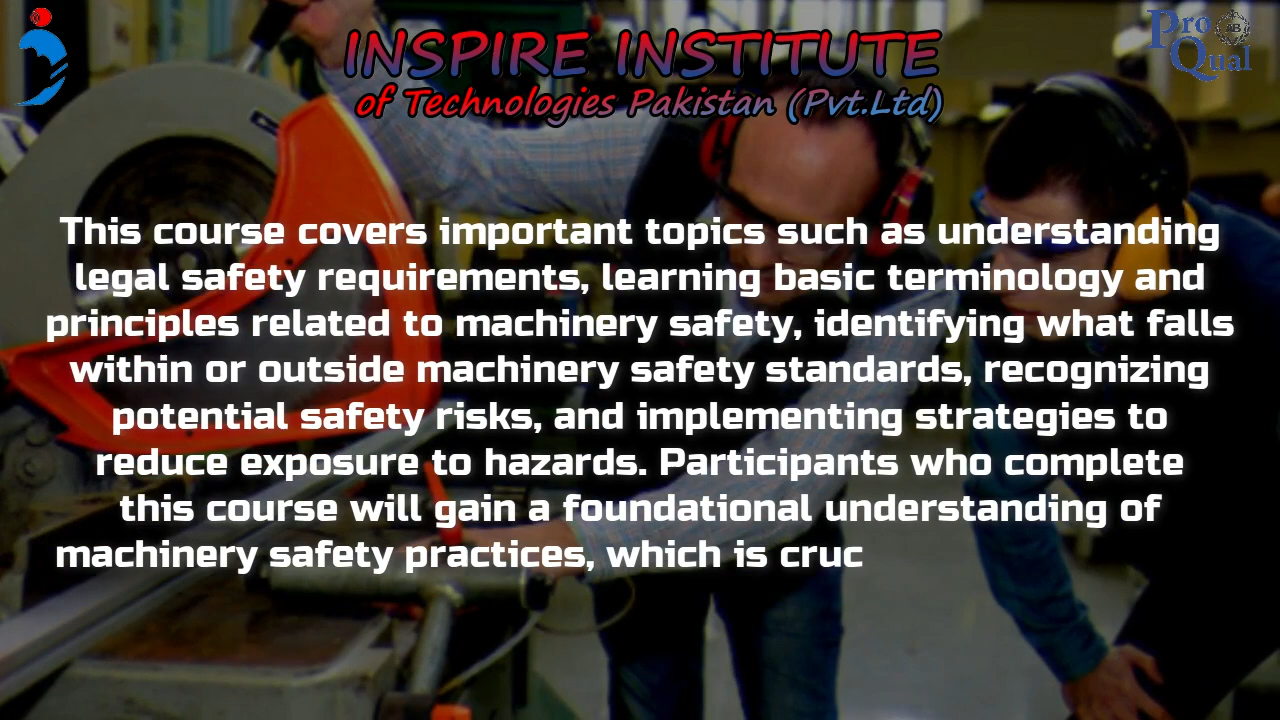 INSPIRE INSTITUTE
of Technologies Pakistan (Pvt.Ltd)
Pro
Qual
AB
This course covers important topics such as understanding
legal safety requirements, learning basic terminology and
principles related to machinery safety, identifying what falls
within or outside machinery safety standards, recognizing
potential safety risks, and implementing strategies to
reduce exposure to hazards. Participants who complete
this course will gain a foundational understanding of
machinery safety practices, which is cruc